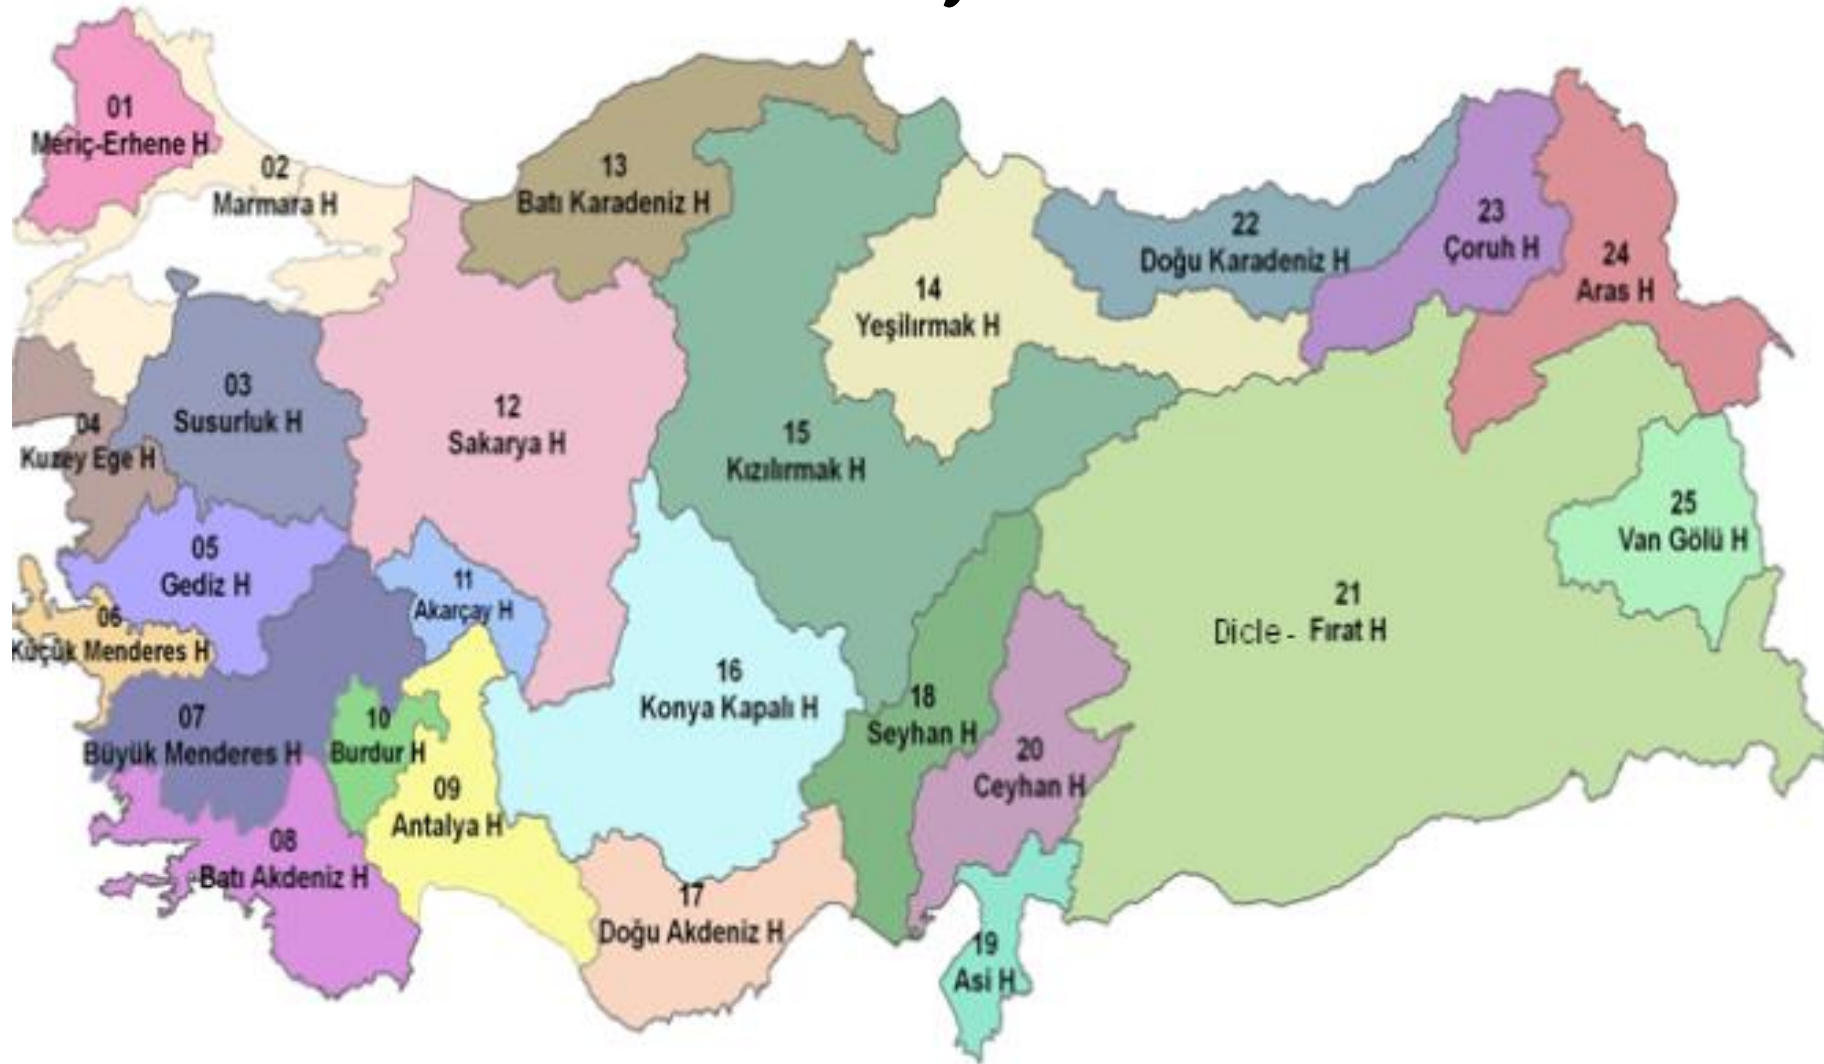 01
Meriç-Erhene H
02
Marmara H
03
Susurluk H
04
Kuzey Ege H
05
Gediz H
06
Küçük Menderes H
07
Büyük Menderes H
08
Batı Akdeniz H
09
Antalya H
10
Burdur H
11
Akarçay H
12
Sakarya H
13
Batı Karadeniz H
14
Yeşilırmak H
15
Kızılırmak H
16
Konya Kapalı H
17
Doğu Akdeniz H
18
Seyhan H
19
Asi H
20
Ceyhan H
21
Dicle - Fırat H
22
Doğu Karadeniz H
23
Çoruh H
24
Aras H
25
Van Gölü H